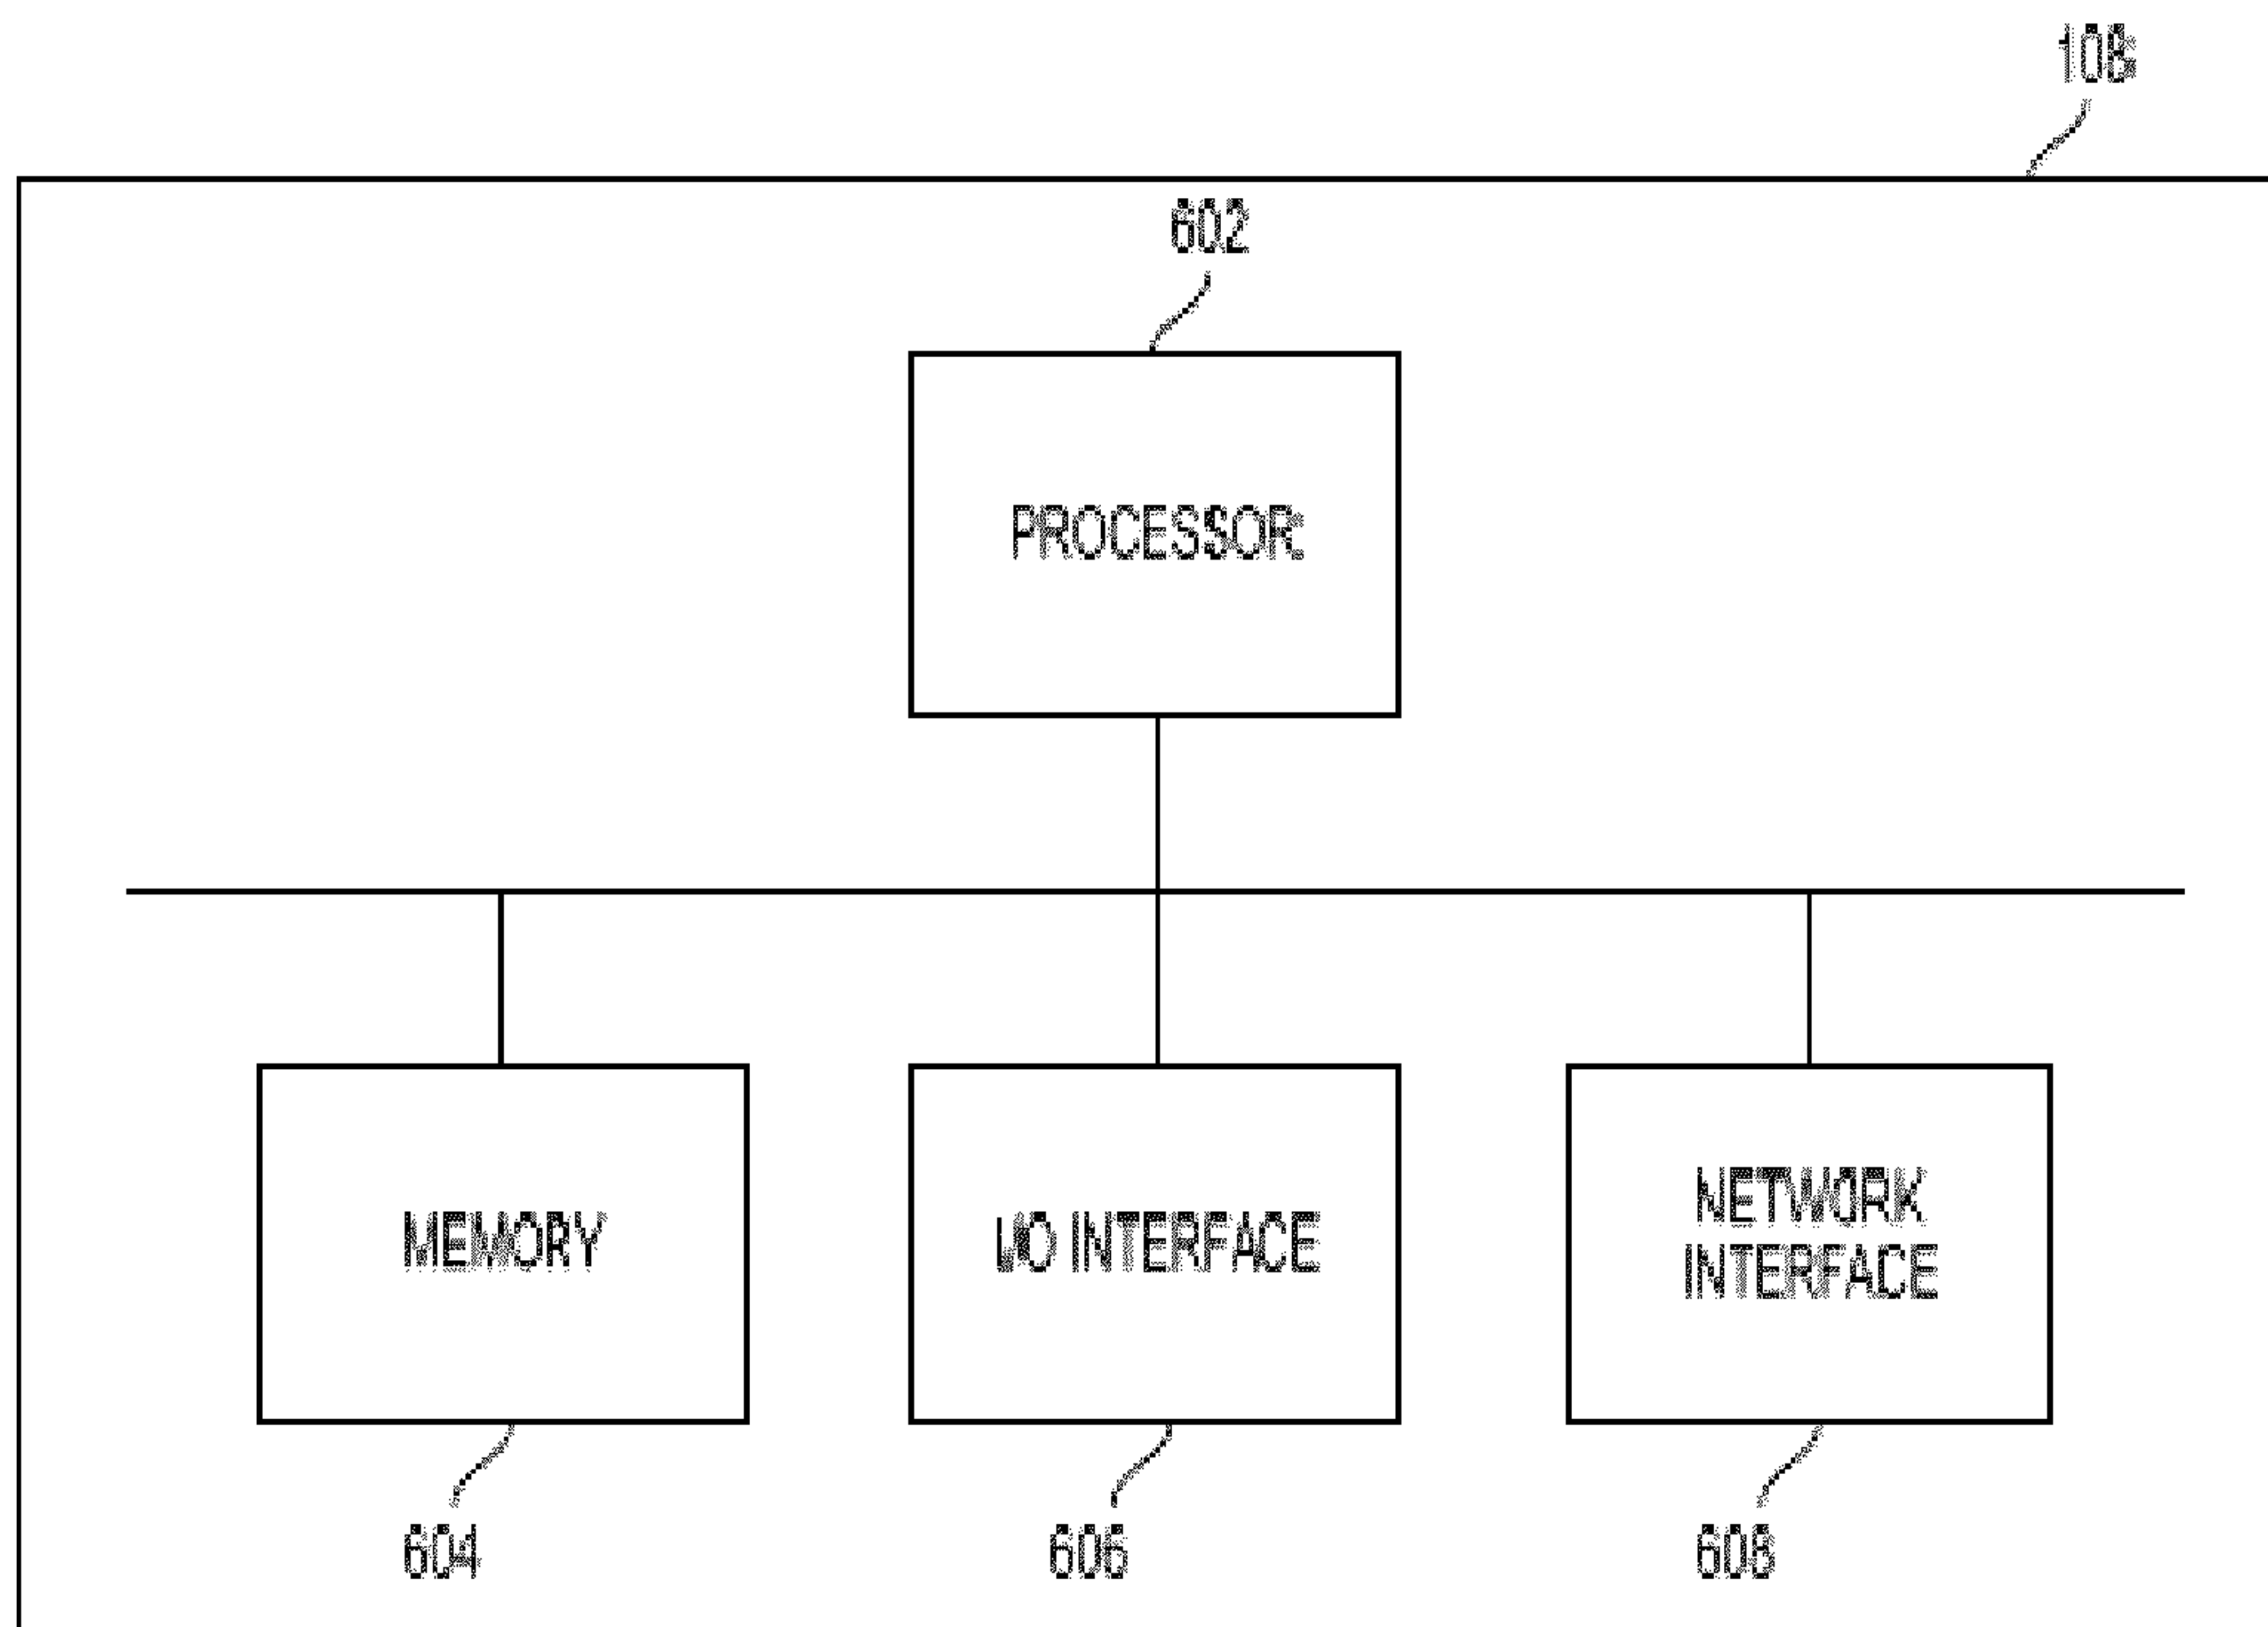 108
602
PROCESSOR
MEMORY
I/O INTERFACE
NETWORK
INTERFACE
604
606
608